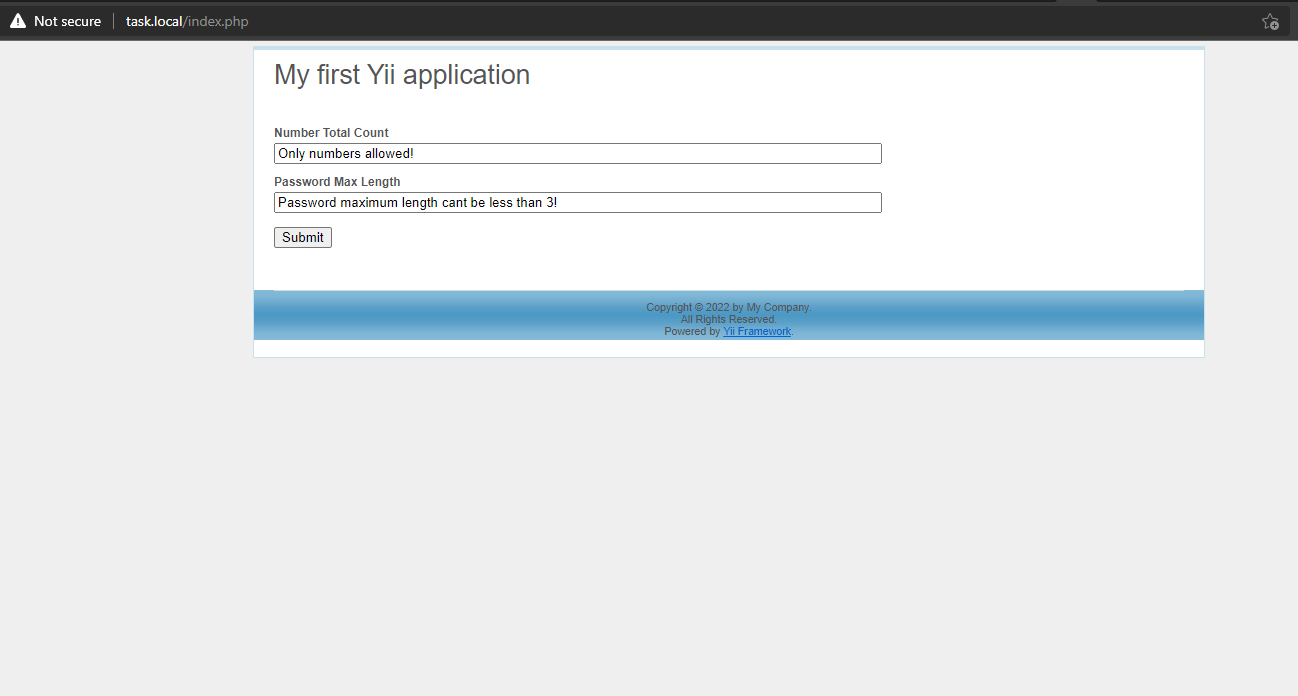 Not secure
task.local/index.php
My first Yii application
Number Total Count
Only numbers allowed!
Password Max Length
Password maximum length cant be less than 3!
Submit
Copyright © 2022 by My Company.
All Rights Reserved.
Powered by Yii Framework.